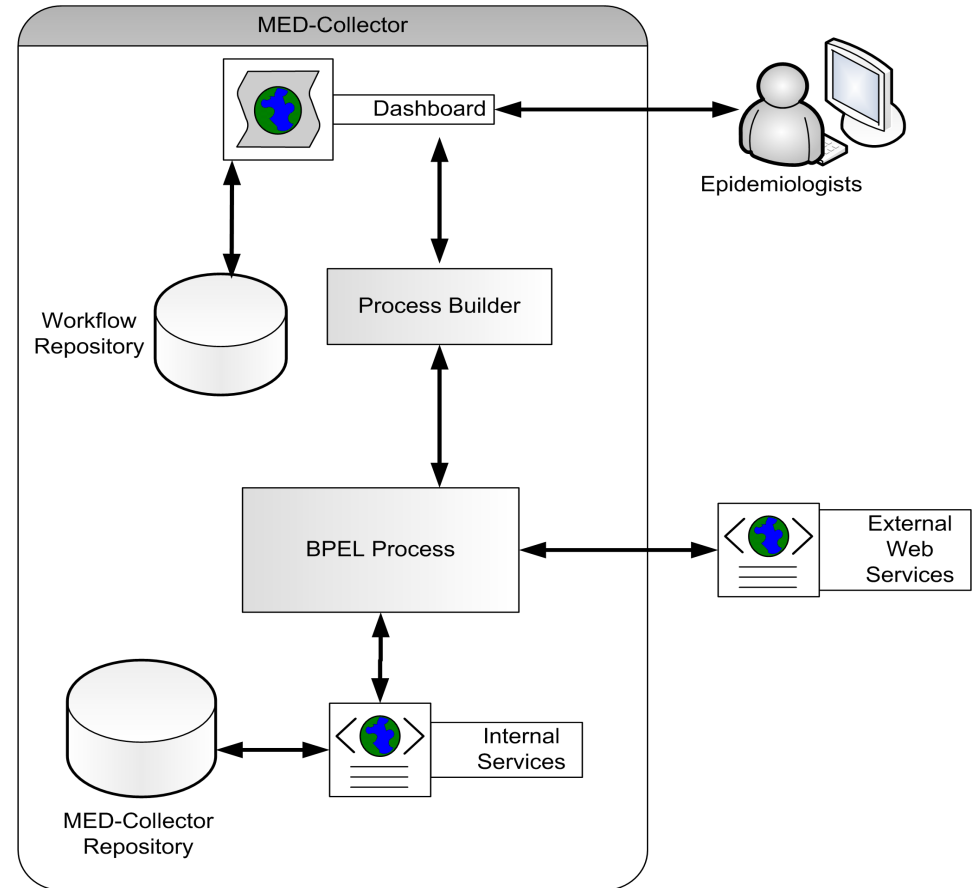 MED-Collector
Dashboard
Epidemiologists
Workflow
Repository
Process Builder
BPEL Process
External
Web
Services
Internal
Services
MED-Collector
Repository